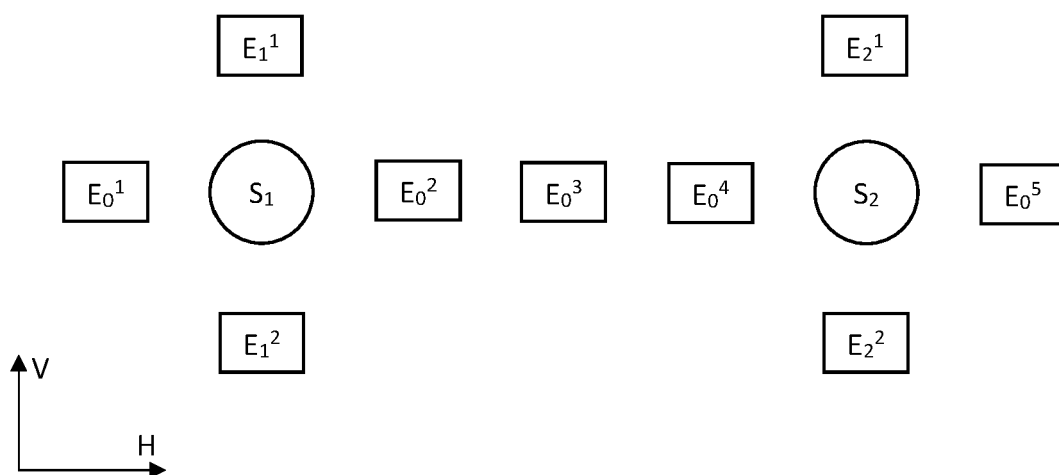 E₁¹ E₂¹
E₀¹ S₁ E₀² E₀³ E₀⁴ S₂ E₀⁵
E₁² E₂²
V
H